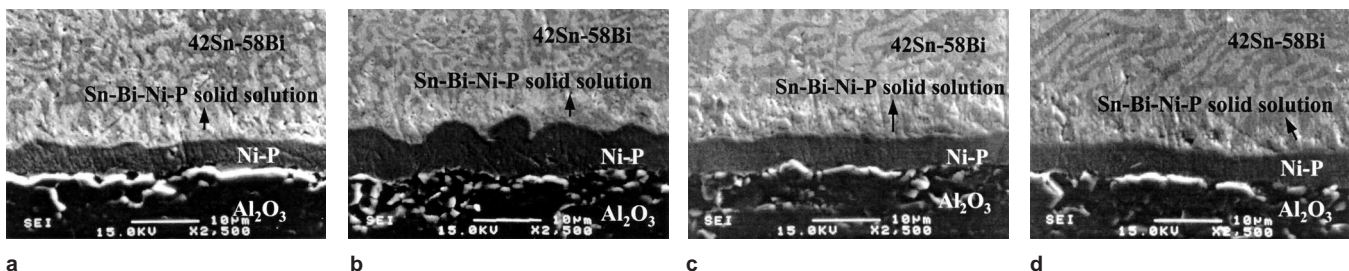 42Sn-58Bi
Sn-Bi-Ni-P solid solution
Ni-P
Al₂O₃
SEI
10μm
15.0KV X2,500
a
42Sn-58Bi
Sn-Bi-Ni-P solid solution
Ni-P
Al₂O₃
SEI
10μm
15.0KV X2,500
b
42Sn-58Bi
Sn-Bi-Ni-P solid solution
Ni-P
Al₂O₃
SEI
10μm
15.0KV X2,500
c
42Sn-58Bi
Sn-Bi-Ni-P solid solution
Ni-P
Al₂O₃
SEI
10μm
15.0KV X2,500
d